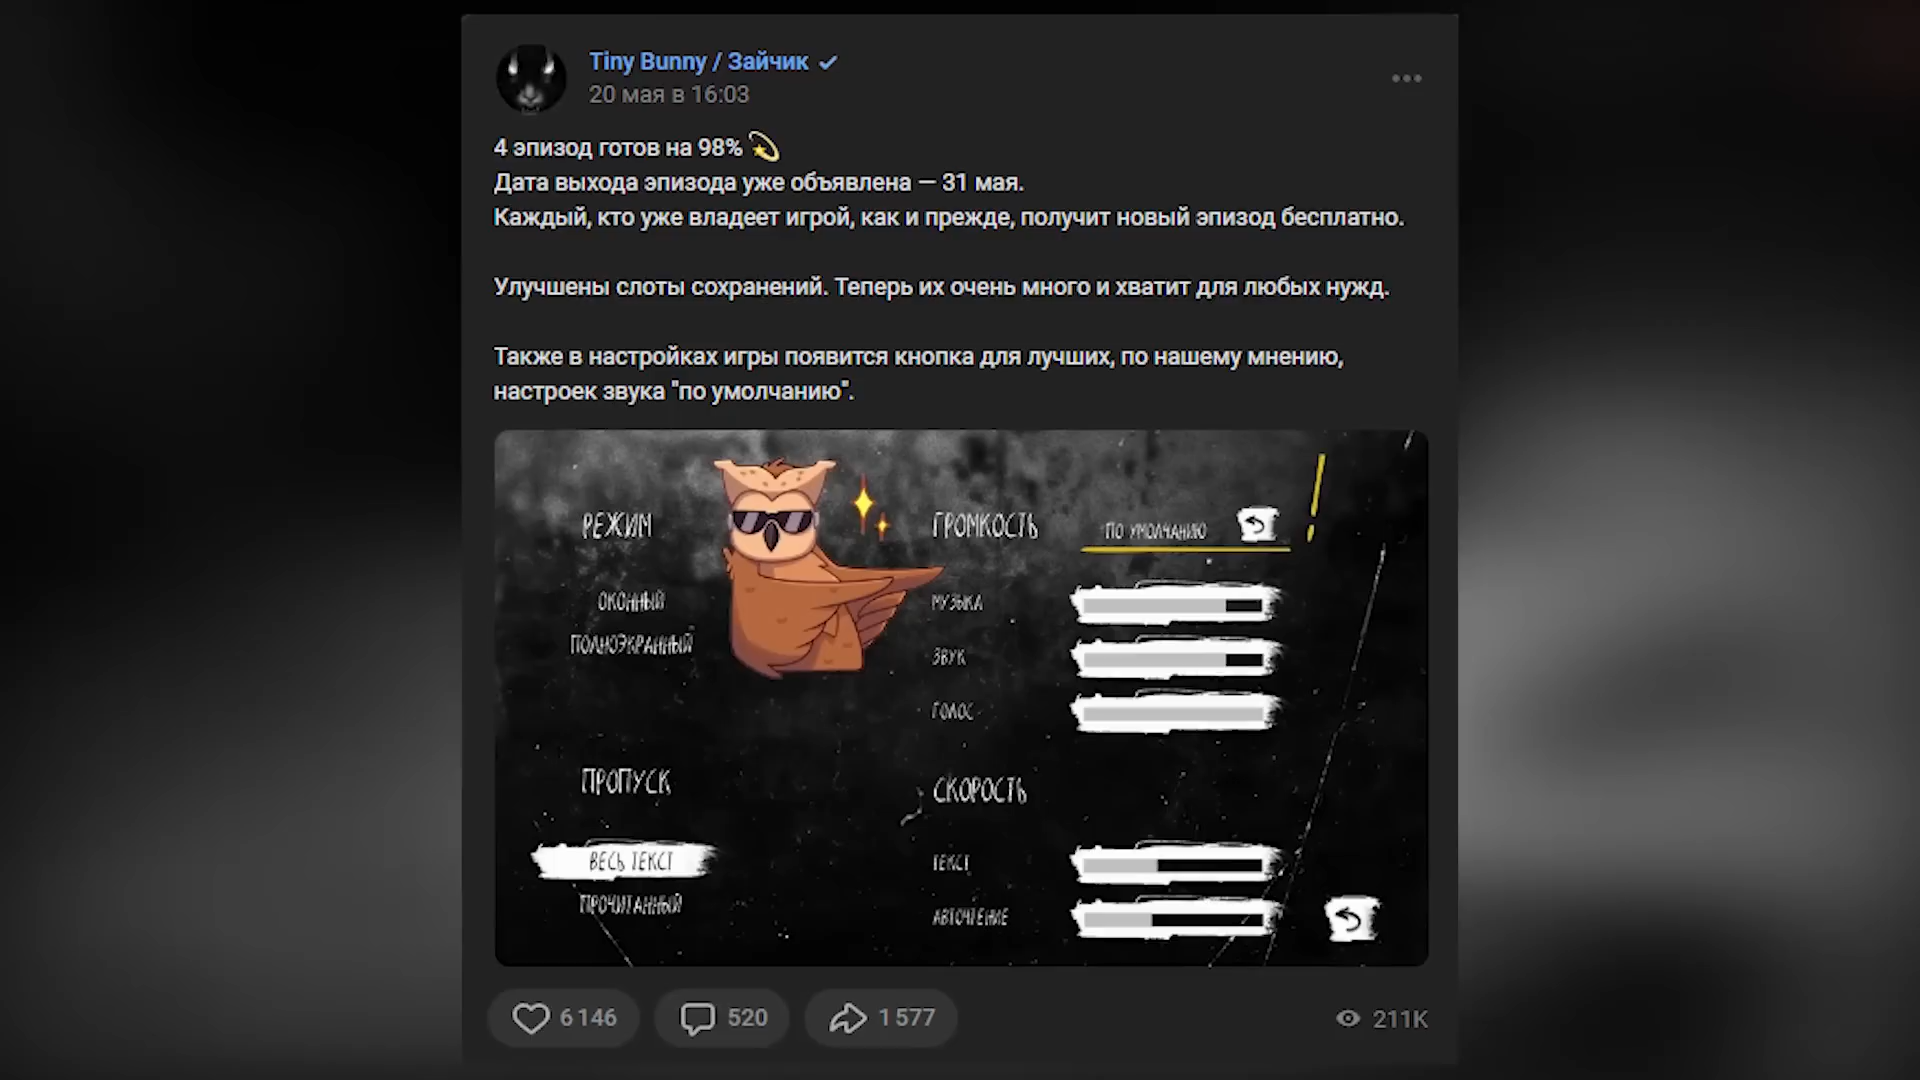 Tiny Bunny / Зайчик
20 мая в 16:03
4 эпизод готов на 98%
Дата выхода эпизода уже объявлена — 31 мая.
Каждый, кто уже владеет игрой, как и прежде, получит новый эпизод бесплатно.
Улучшены слоты сохранений. Теперь их очень много и хватит для любых нужд.
Также в настройках игры появится кнопка для лучших, по нашему мнению,
настроек звука "по умолчанию".
РЕЖИМ
ОКОННЫЙ
ПОЛНОЭКРАННЫЙ
ГРОМКОСТЬ
ПО УМОЛЧАНИЮ
!
МУЗЫКА
ЗВУК
ГОЛОС
ПРОПУСК
ВЕСЬ ТЕКСТ
ПРОЧИТАННЫЙ
СКОРОСТЬ
ТЕКСТ
АВТОЧТЕНИЕ
6 146
520
1 577
211K